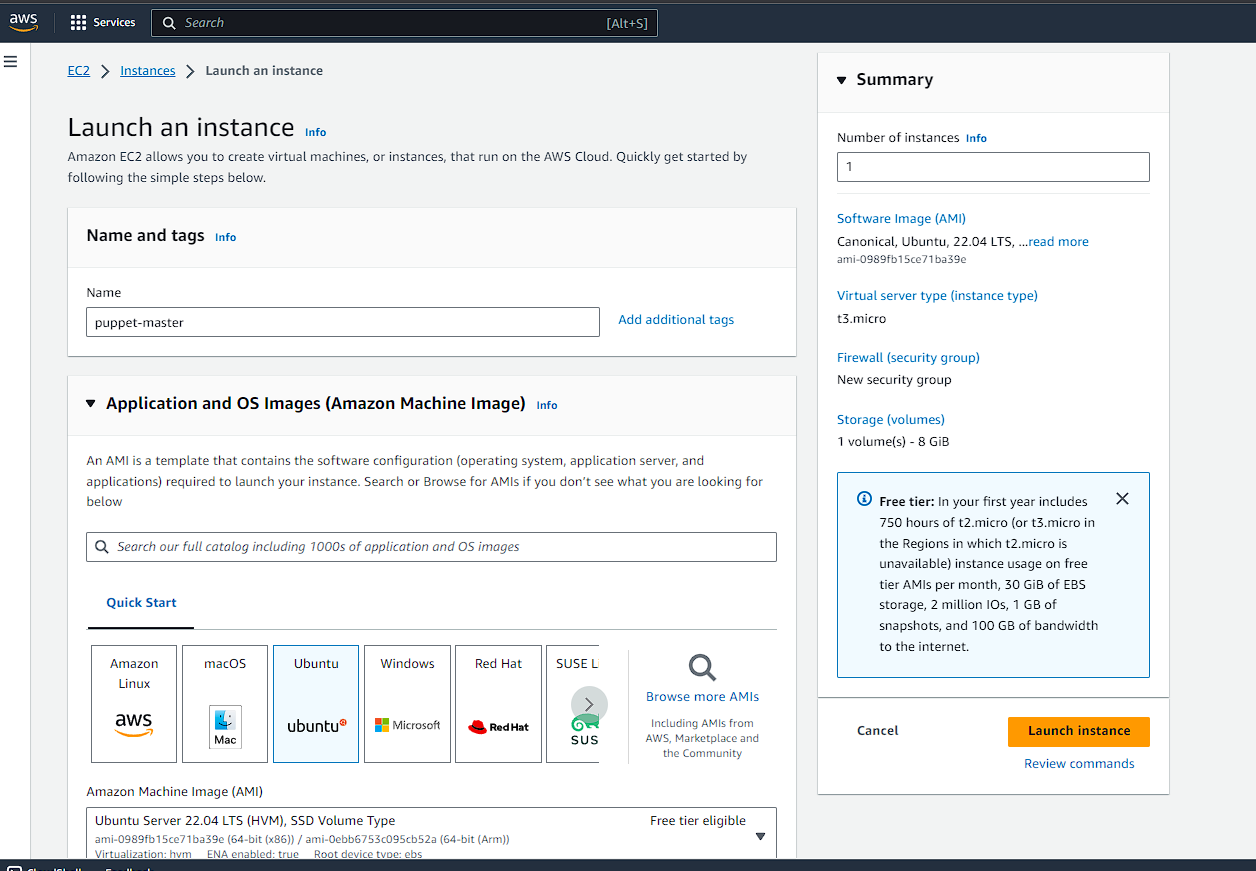 aws
Services
Search
[Alt+S]
EC2
Instances
Launch an instance
Launch an instance Info
Amazon EC2 allows you to create virtual machines, or instances, that run on the AWS Cloud. Quickly get started by
following the simple steps below.
Name and tags Info
Name
puppet-master
Add additional tags
Application and OS Images (Amazon Machine Image) Info
An AMI is a template that contains the software configuration (operating system, application server, and
applications) required to launch your instance. Search or Browse for AMIs if you don't see what you are looking for
below
Search our full catalog including 1000s of application and OS images
Quick Start
Amazon
Linux
aws
macOS
Mac
Ubuntu
ubuntu®
Windows
Microsoft
Red Hat
Red Hat
SUSE Li
SUS
Browse more AMIs
Including AMIs from
AWS, Marketplace and
the Community
Amazon Machine Image (AMI)
Ubuntu Server 22.04 LTS (HVM), SSD Volume Type
Free tier eligible
ami-0989fb15ce71ba39e (64-bit (x86)) / ami-0ebb6753c095cb52a (64-bit (Arm))
Virtualization: hvm ENA enabled: true Root device type: ebs
Summary
Number of instances Info
1
Software Image (AMI)
Canonical, Ubuntu, 22.04 LTS, ...read more
ami-0989fb15ce71ba39e
Virtual server type (instance type)
t3.micro
Firewall (security group)
New security group
Storage (volumes)
1 volume(s) - 8 GiB
Free tier: In your first year includes
750 hours of t2.micro (or t3.micro in
the Regions in which t2.micro is
unavailable) instance usage on free
tier AMIs per month, 30 GiB of EBS
storage, 2 million IOs, 1 GB of
snapshots, and 100 GB of bandwidth
to the internet.
Cancel
Launch instance
Review commands